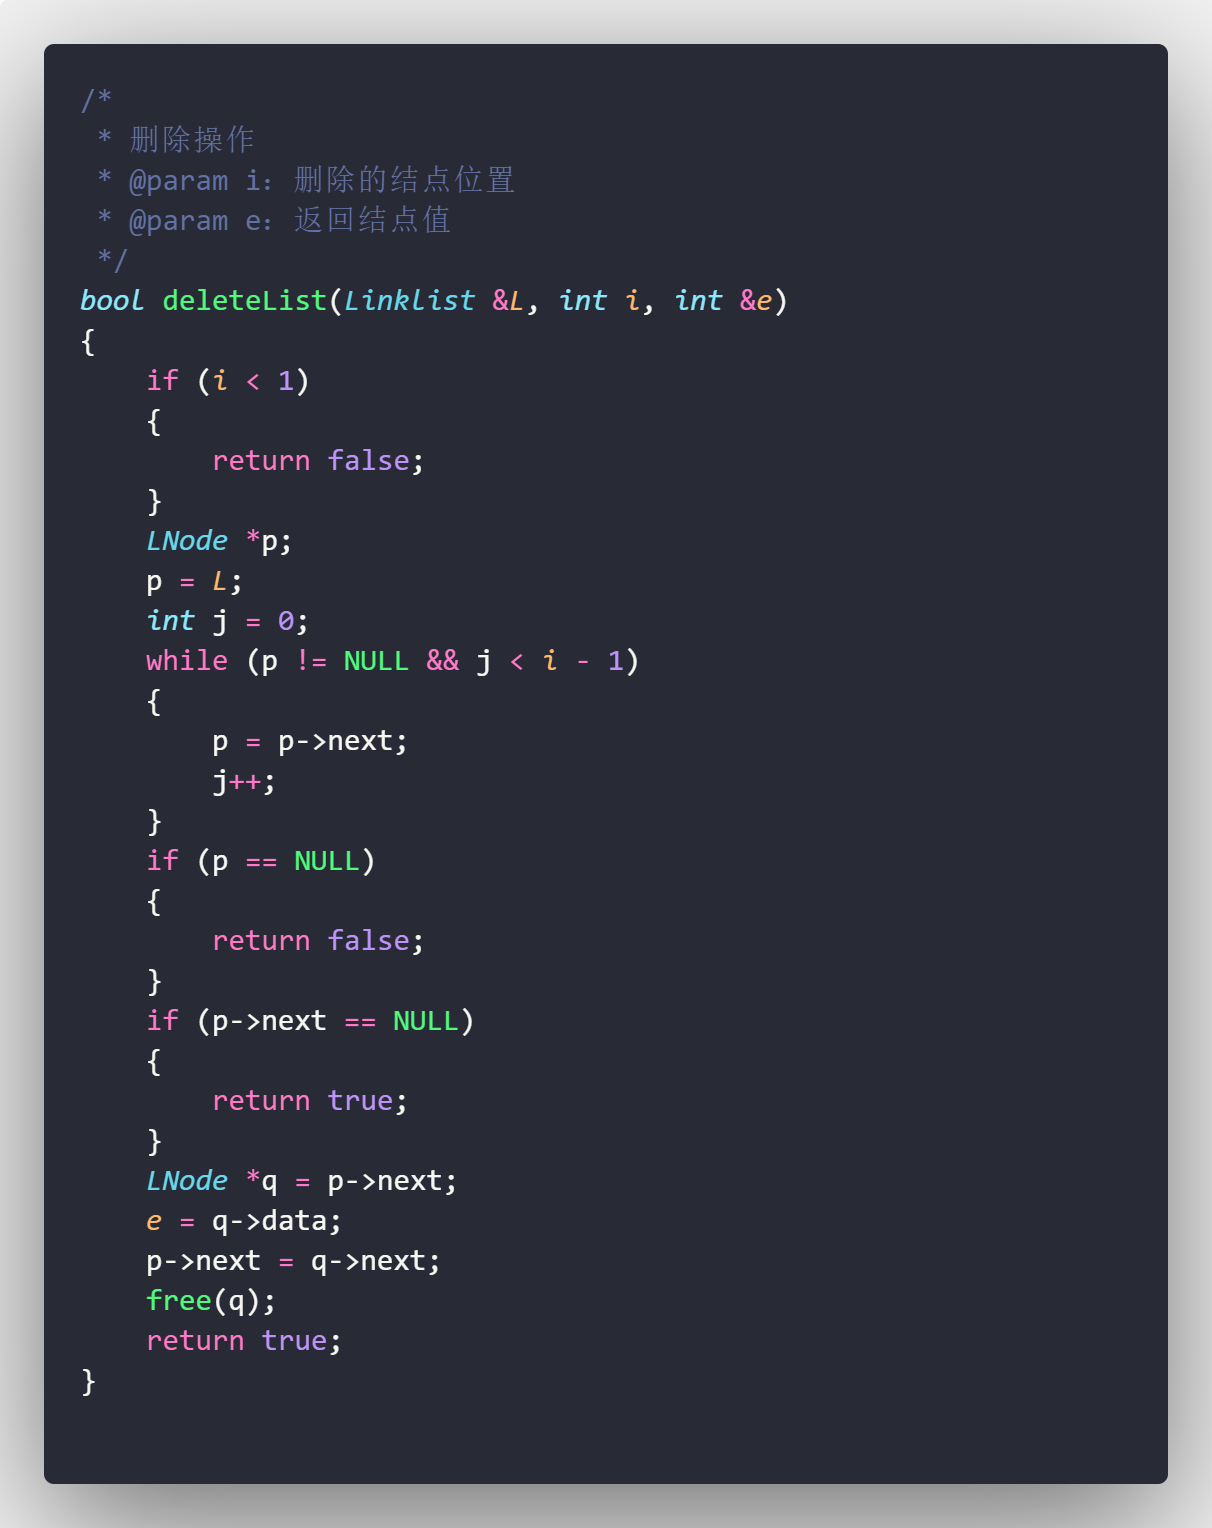 /*
 * 删除操作
 * @param i：删除的结点位置
 * @param e：返回结点值
 */
bool deleteList(Linklist &L, int i, int &e)
{
    if (i < 1)
    {
        return false;
    }
    LNode *p;
    p = L;
    int j = 0;
    while (p != NULL && j < i - 1)
    {
        p = p->next;
        j++;
    }
    if (p == NULL)
    {
        return false;
    }
    if (p->next == NULL)
    {
        return true;
    }
    LNode *q = p->next;
    e = q->data;
    p->next = q->next;
    free(q);
    return true;
}